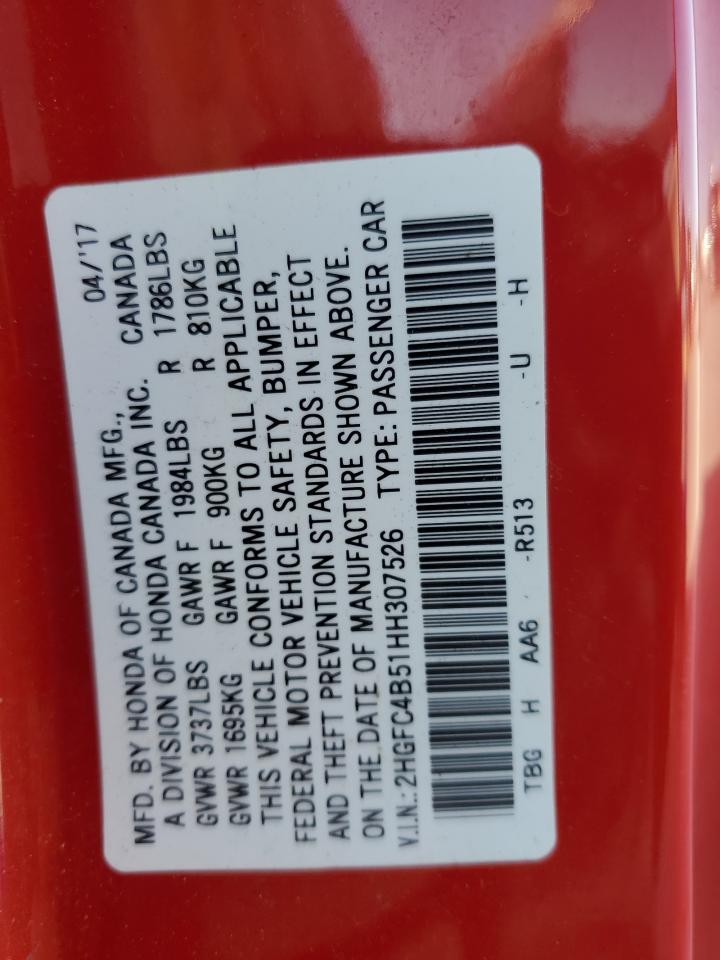 MFD. BY HONDA OF CANADA MFG., 04/'17
A DIVISION OF HONDA CANADA INC. CANADA
GVWR 3737LBS GAWR F 1984LBS R 1786LBS
GVWR 1695KG GAWR F 900KG R 810KG
THIS VEHICLE CONFORMS TO ALL APPLICABLE
FEDERAL MOTOR VEHICLE SAFETY, BUMPER,
AND THEFT PREVENTION STANDARDS IN EFFECT
ON THE DATE OF MANUFACTURE SHOWN ABOVE.
V.I.N.: 2HGFC4B51HH307526 TYPE: PASSENGER CAR
TBG H AA6 -R513 -U -H